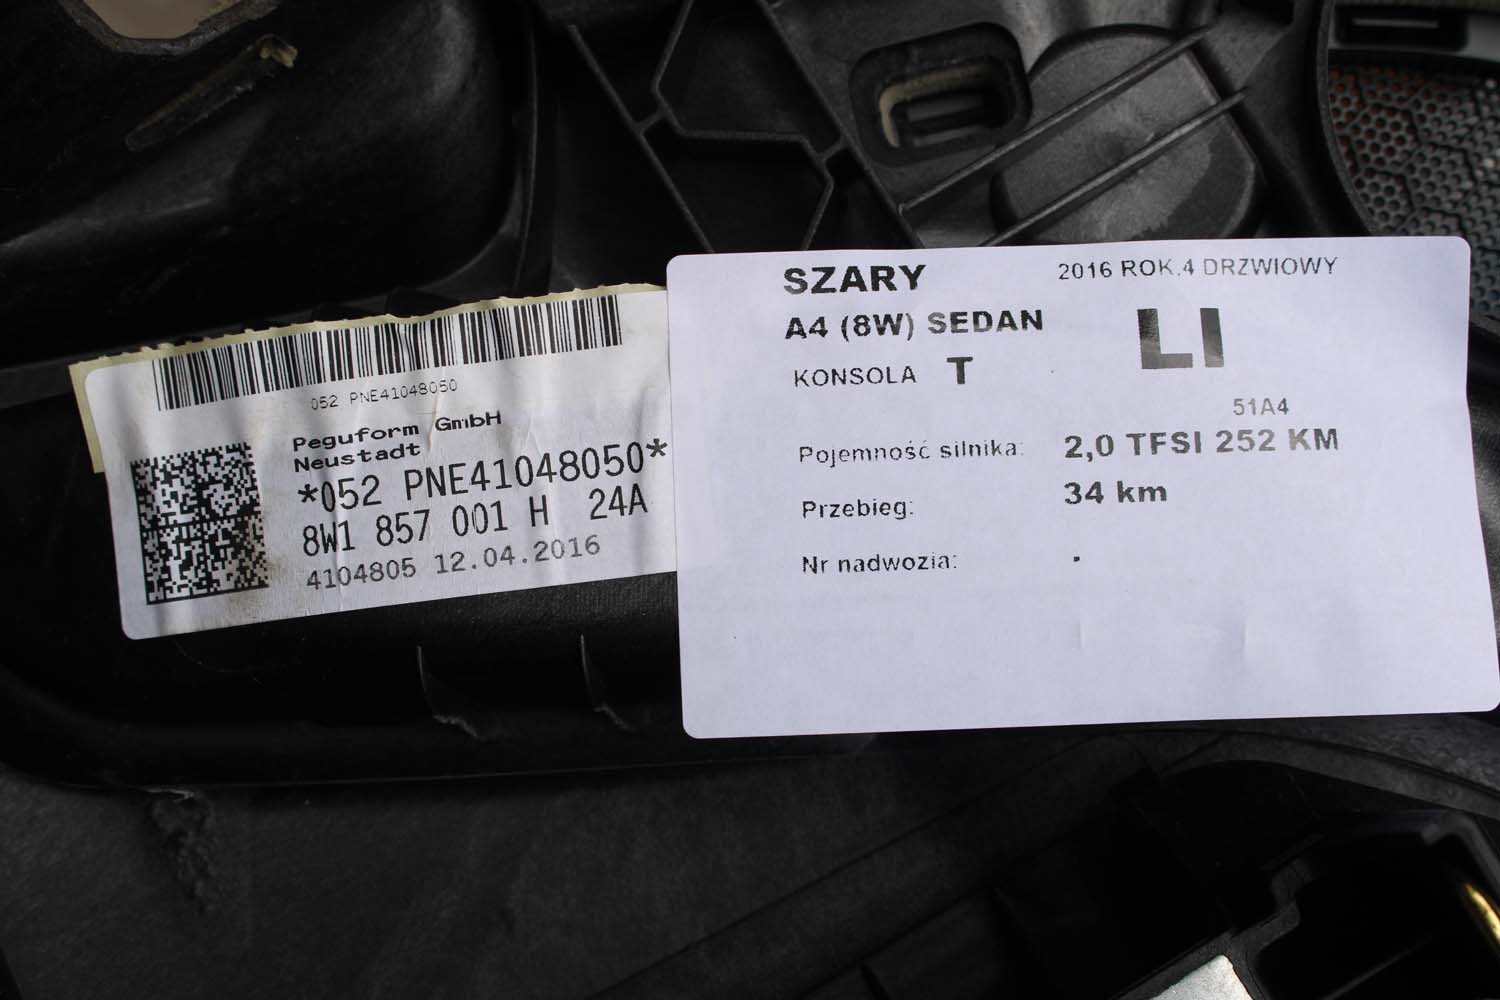 052 PNE41048050
Peguform GmbH
Neustadt
*052 PNE41048050*
8W1 857 001 H 24A
4104805 12.04.2016
SZARY 2016 ROK.4 DRZWIOWY
A4 (8W) SEDAN LI
KONSOLA T
51A4
Pojemność silnika: 2,0 TFSI 252 KM
Przebieg: 34 km
Nr nadwozia: .